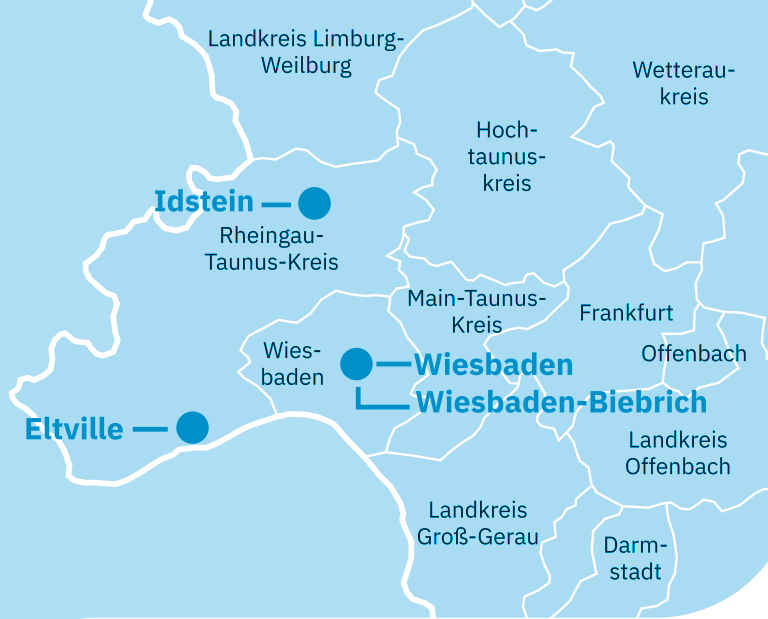 Landkreis Limburg-
Weilburg
Wetterau-
kreis
Hoch-
taunus-
kreis
Idstein
Rheingau-
Taunus-Kreis
Main-Taunus-
Kreis
Frankfurt
Offenbach
Wies-
baden
Wiesbaden
Wiesbaden-Biebrich
Eltville
Landkreis
Offenbach
Landkreis
Groß-Gerau
Darm-
stadt